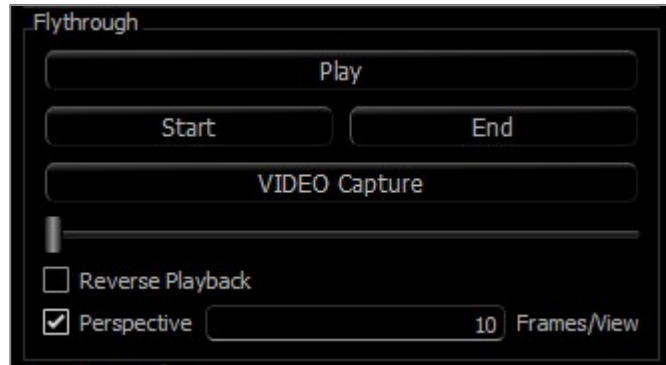 Flythrough
Play
Start End
VIDEO Capture
Reverse Playback
Perspective 10 Frames/View